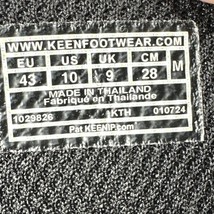 WWW.KEENFOOTWEAR.COM
EU US UK CM M
43 10 9 28
MADE IN THAILAND
Fabriqué en Thaïlande
1029826 KTH 010724
Pat KEENIP.com